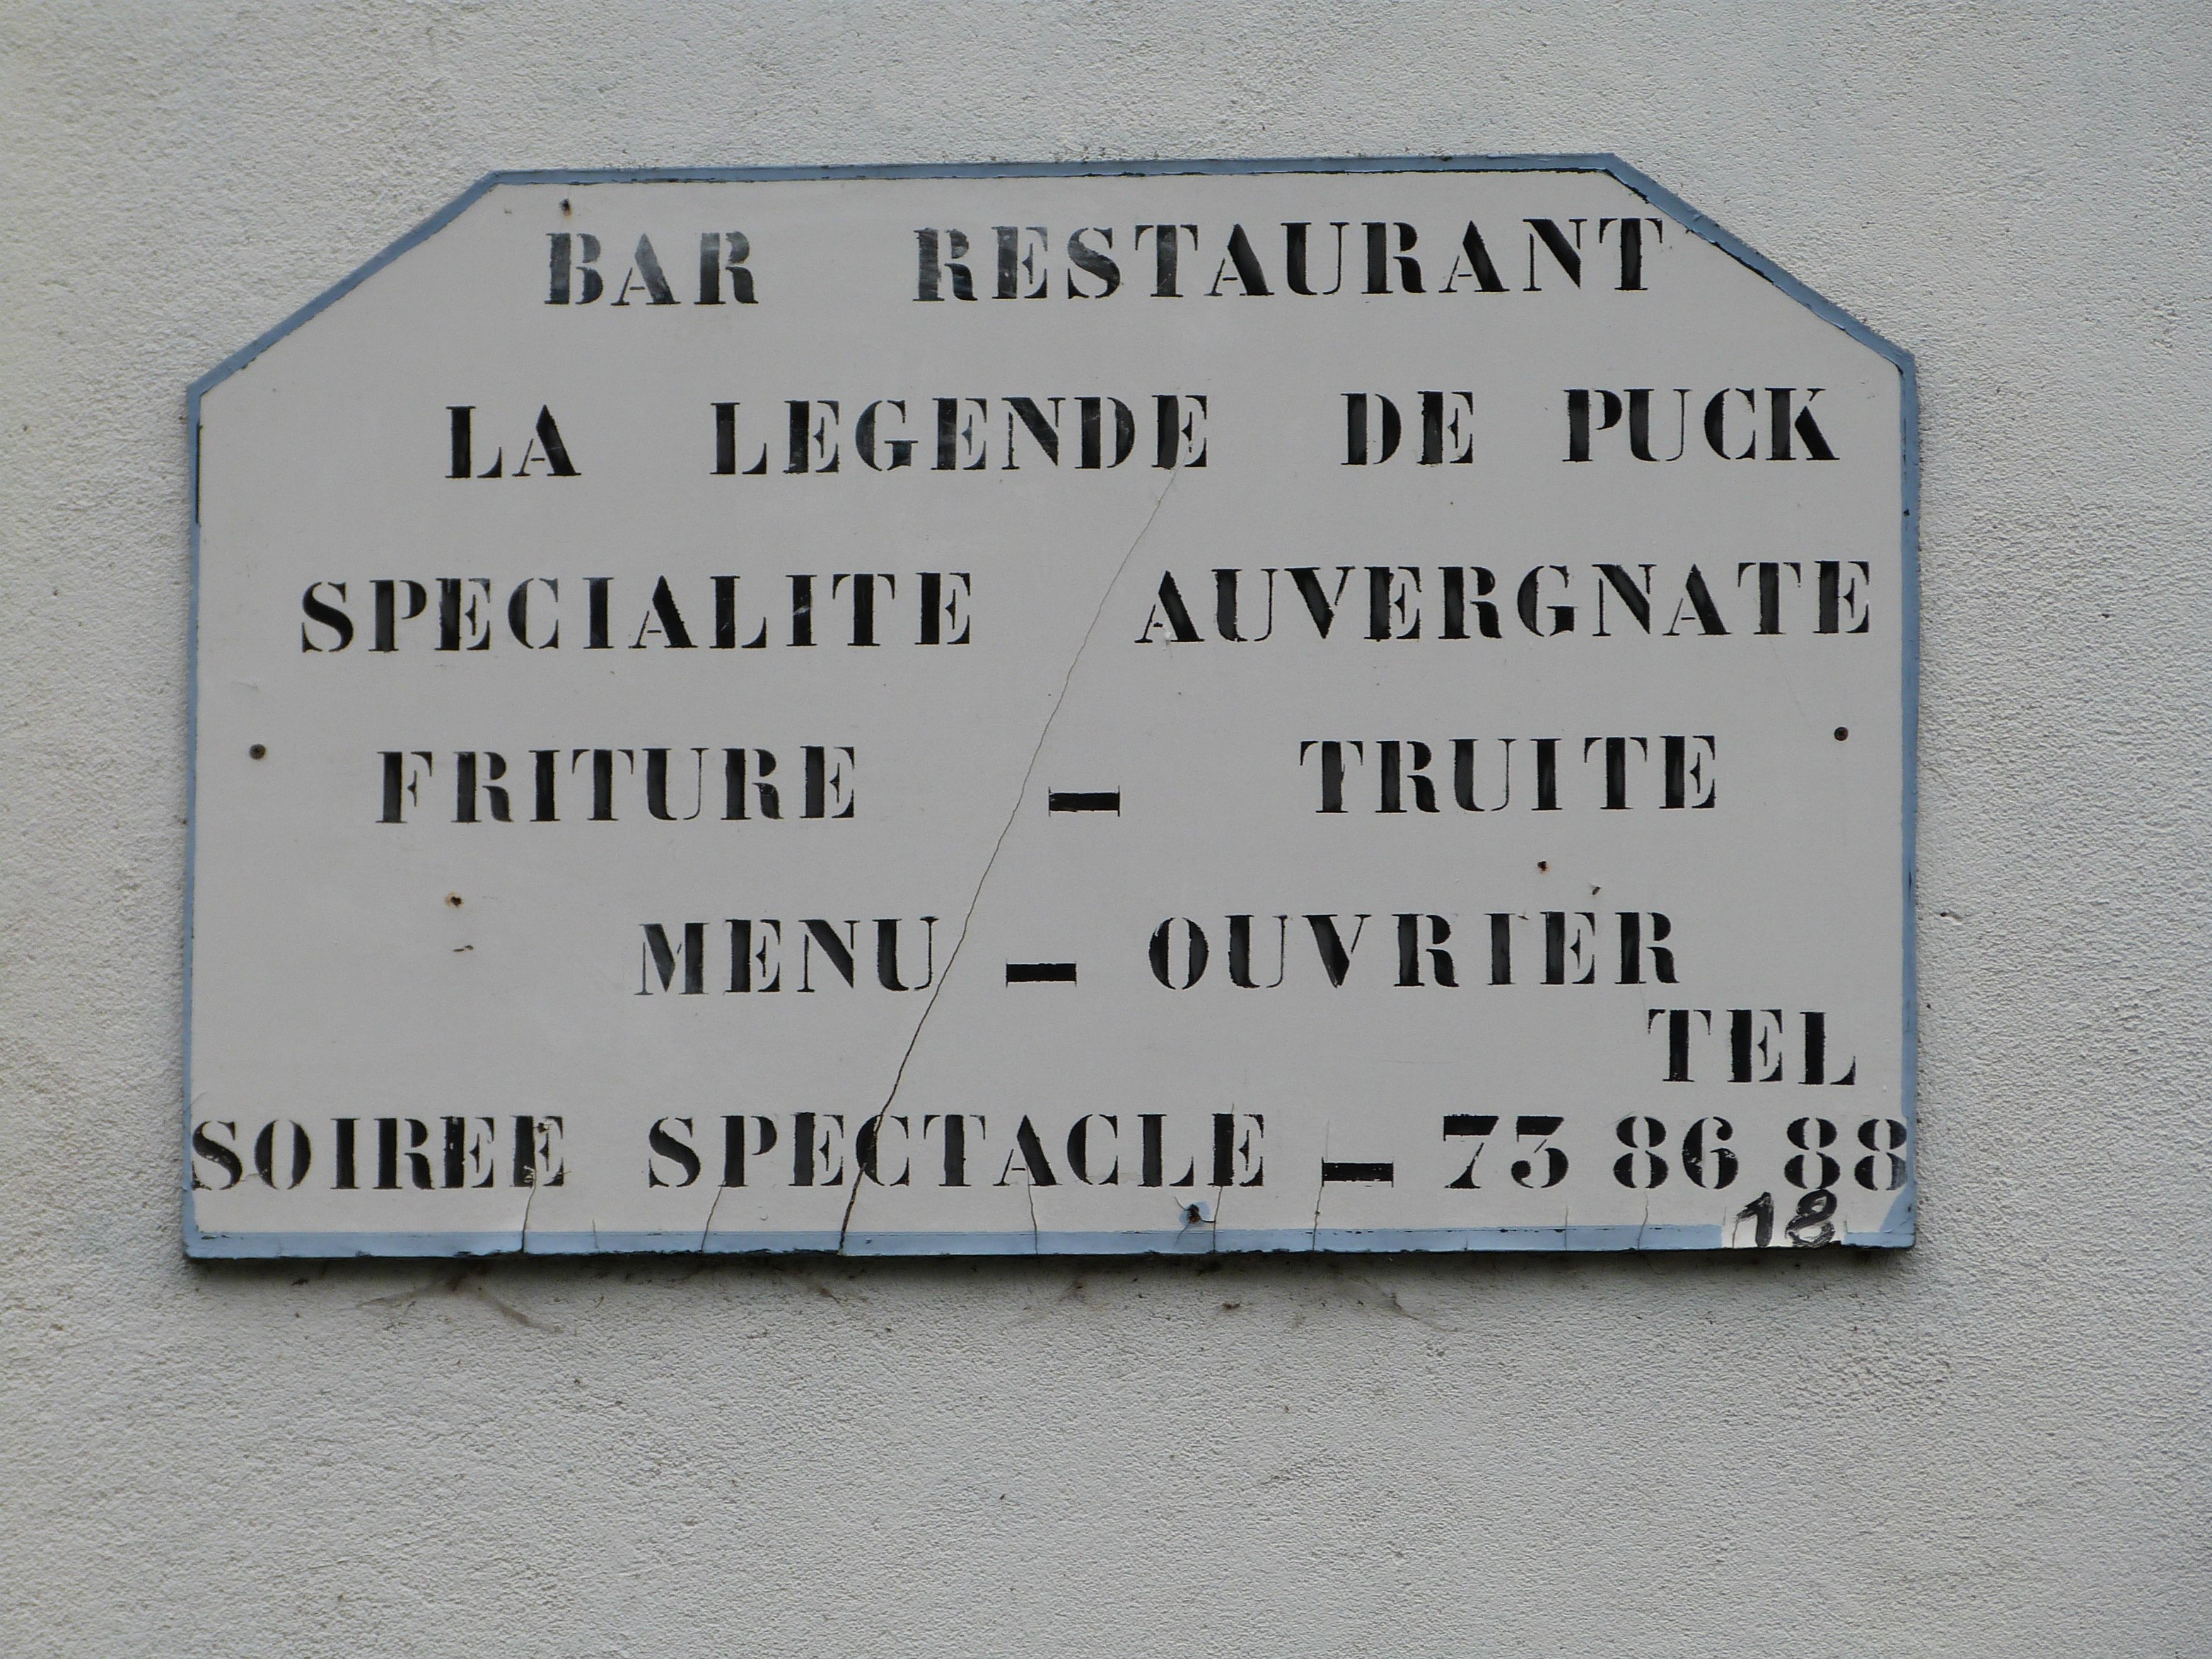 BAR RESTAURANT
LA LEGENDE DE PUCK
SPECIALITE AUVERGNATE
FRITURE - TRUITE
MENU - OUVRIER
TEL
SOIREE SPECTACLE - 73 86 88
18